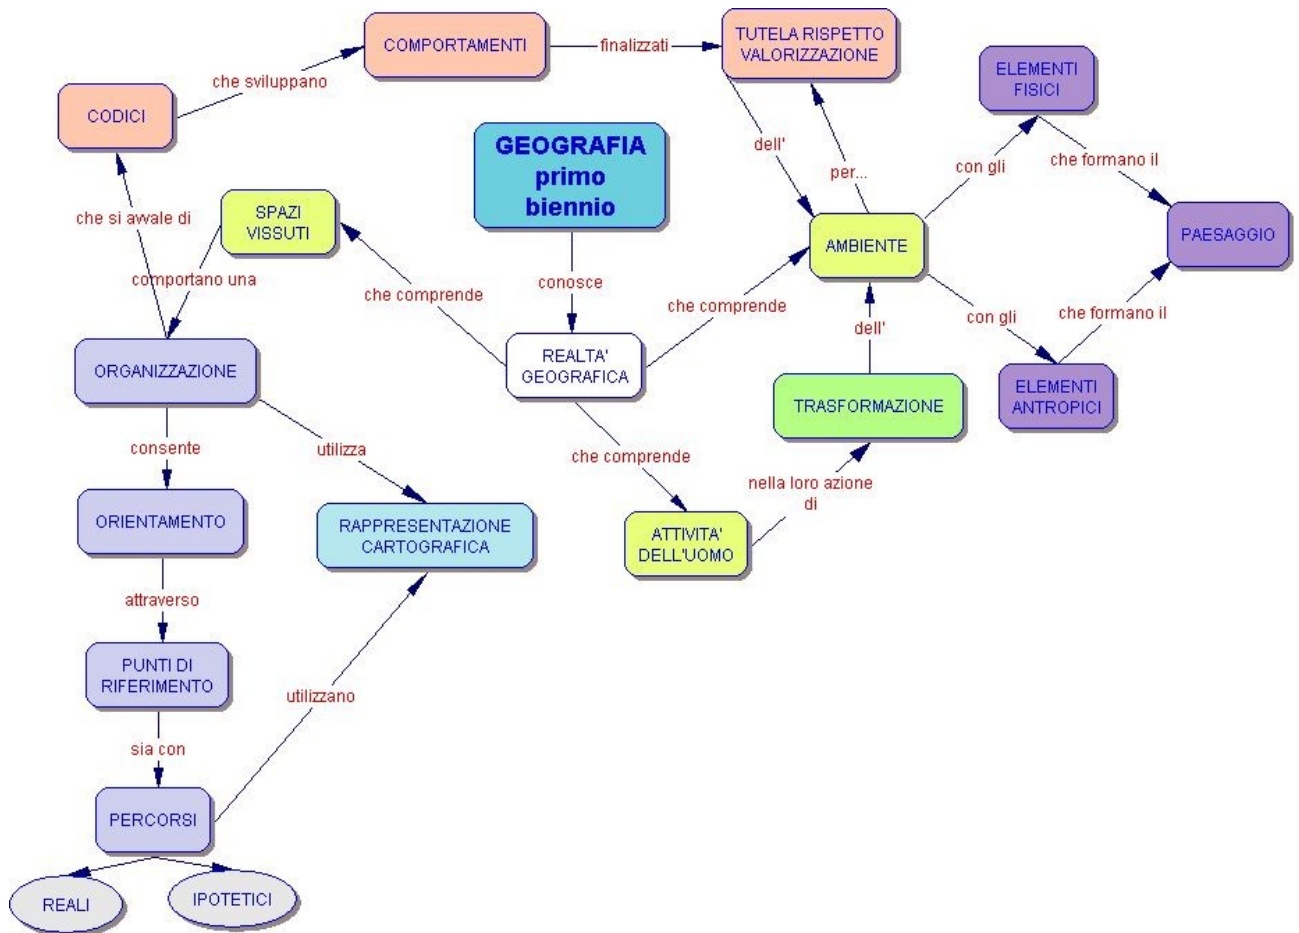 COMPORTAMENTI
finalizzati
TUTELA RISPETTO
VALORIZZAZIONE
ELEMENTI
FISICI
che sviluppano
CODICI
GEOGRAFIA
primo
biennio
dell'
per...
con gli
che formano il
che si avvale di
SPAZI
VISSUTI
AMBIENTE
PAESAGGIO
comportano una
che comprende
conosce
che comprende
dell'
con gli
che formano il
ORGANIZZAZIONE
REALTA'
GEOGRAFICA
TRASFORMAZIONE
ELEMENTI
ANTROPICI
consente
utilizza
che comprende
nella loro azione
di
ORIENTAMENTO
RAPPRESENTAZIONE
CARTOGRAFICA
ATTIVITA'
DELL'UOMO
attraverso
PUNTI DI
RIFERIMENTO
utilizzano
sia con
PERCORSI
REALI
IPOTETICI